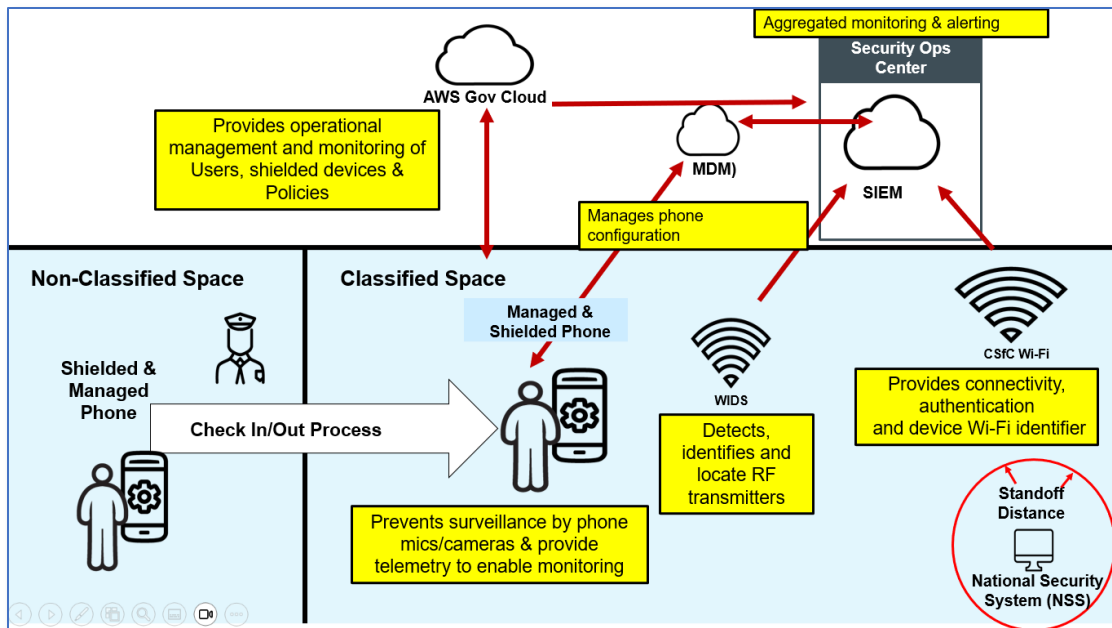 Aggregated monitoring & alerting
Security Ops
Center
AWS Gov Cloud
Provides operational
management and monitoring of
Users, shielded devices &
Policies
MDM)
SIEM
Manages phone
configuration
Non-Classified Space
Classified Space
Managed &
Shielded Phone
Shielded &
Managed
Phone
Check In/Out Process
WIDS
CSfC Wi-Fi
Provides connectivity,
authentication
and device Wi-Fi identifier
Detects,
identifies and
locate RF
transmitters
Prevents surveillance by phone
mics/cameras & provide
telemetry to enable monitoring
Standoff
Distance
National Security
System (NSS)